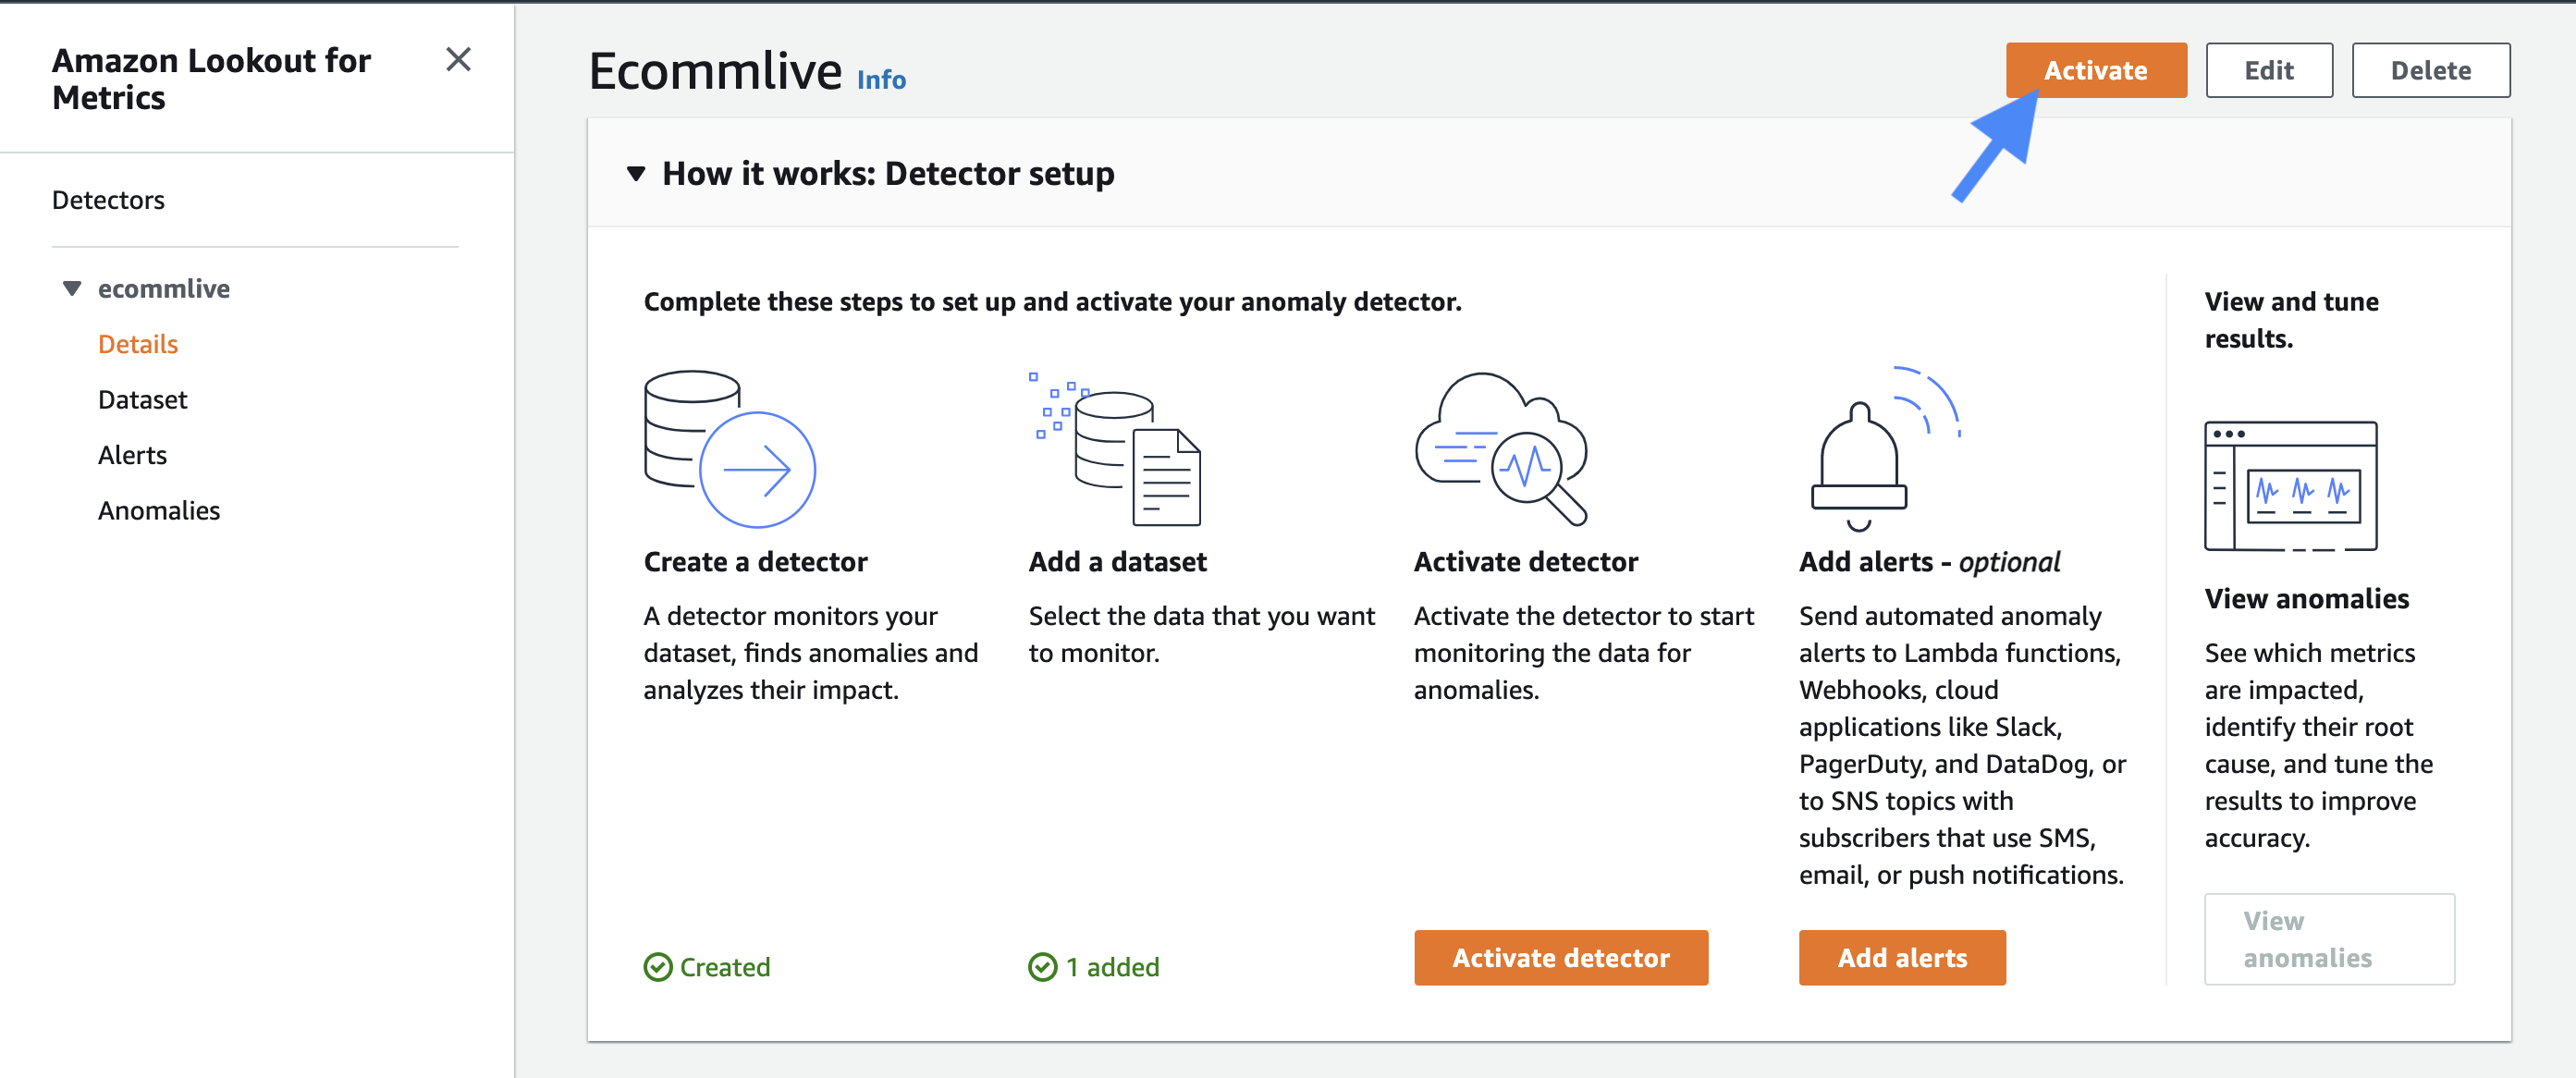 Amazon Lookout for
Metrics
Detectors
ecommlive
Details
Dataset
Alerts
Anomalies
Ecommlive Info
Activate
Edit
Delete
How it works: Detector setup
Complete these steps to set up and activate your anomaly detector.
Create a detector
A detector monitors your
dataset, finds anomalies and
analyzes their impact.
Created
Add a dataset
Select the data that you want
to monitor.
1 added
Activate detector
Activate the detector to start
monitoring the data for
anomalies.
Activate detector
Add alerts - optional
Send automated anomaly
alerts to Lambda functions,
Webhooks, cloud
applications like Slack,
PagerDuty, and DataDog, or
to SNS topics with
subscribers that use SMS,
email, or push notifications.
Add alerts
View and tune
results.
View anomalies
See which metrics
are impacted,
identify their root
cause, and tune the
results to improve
accuracy.
View
anomalies